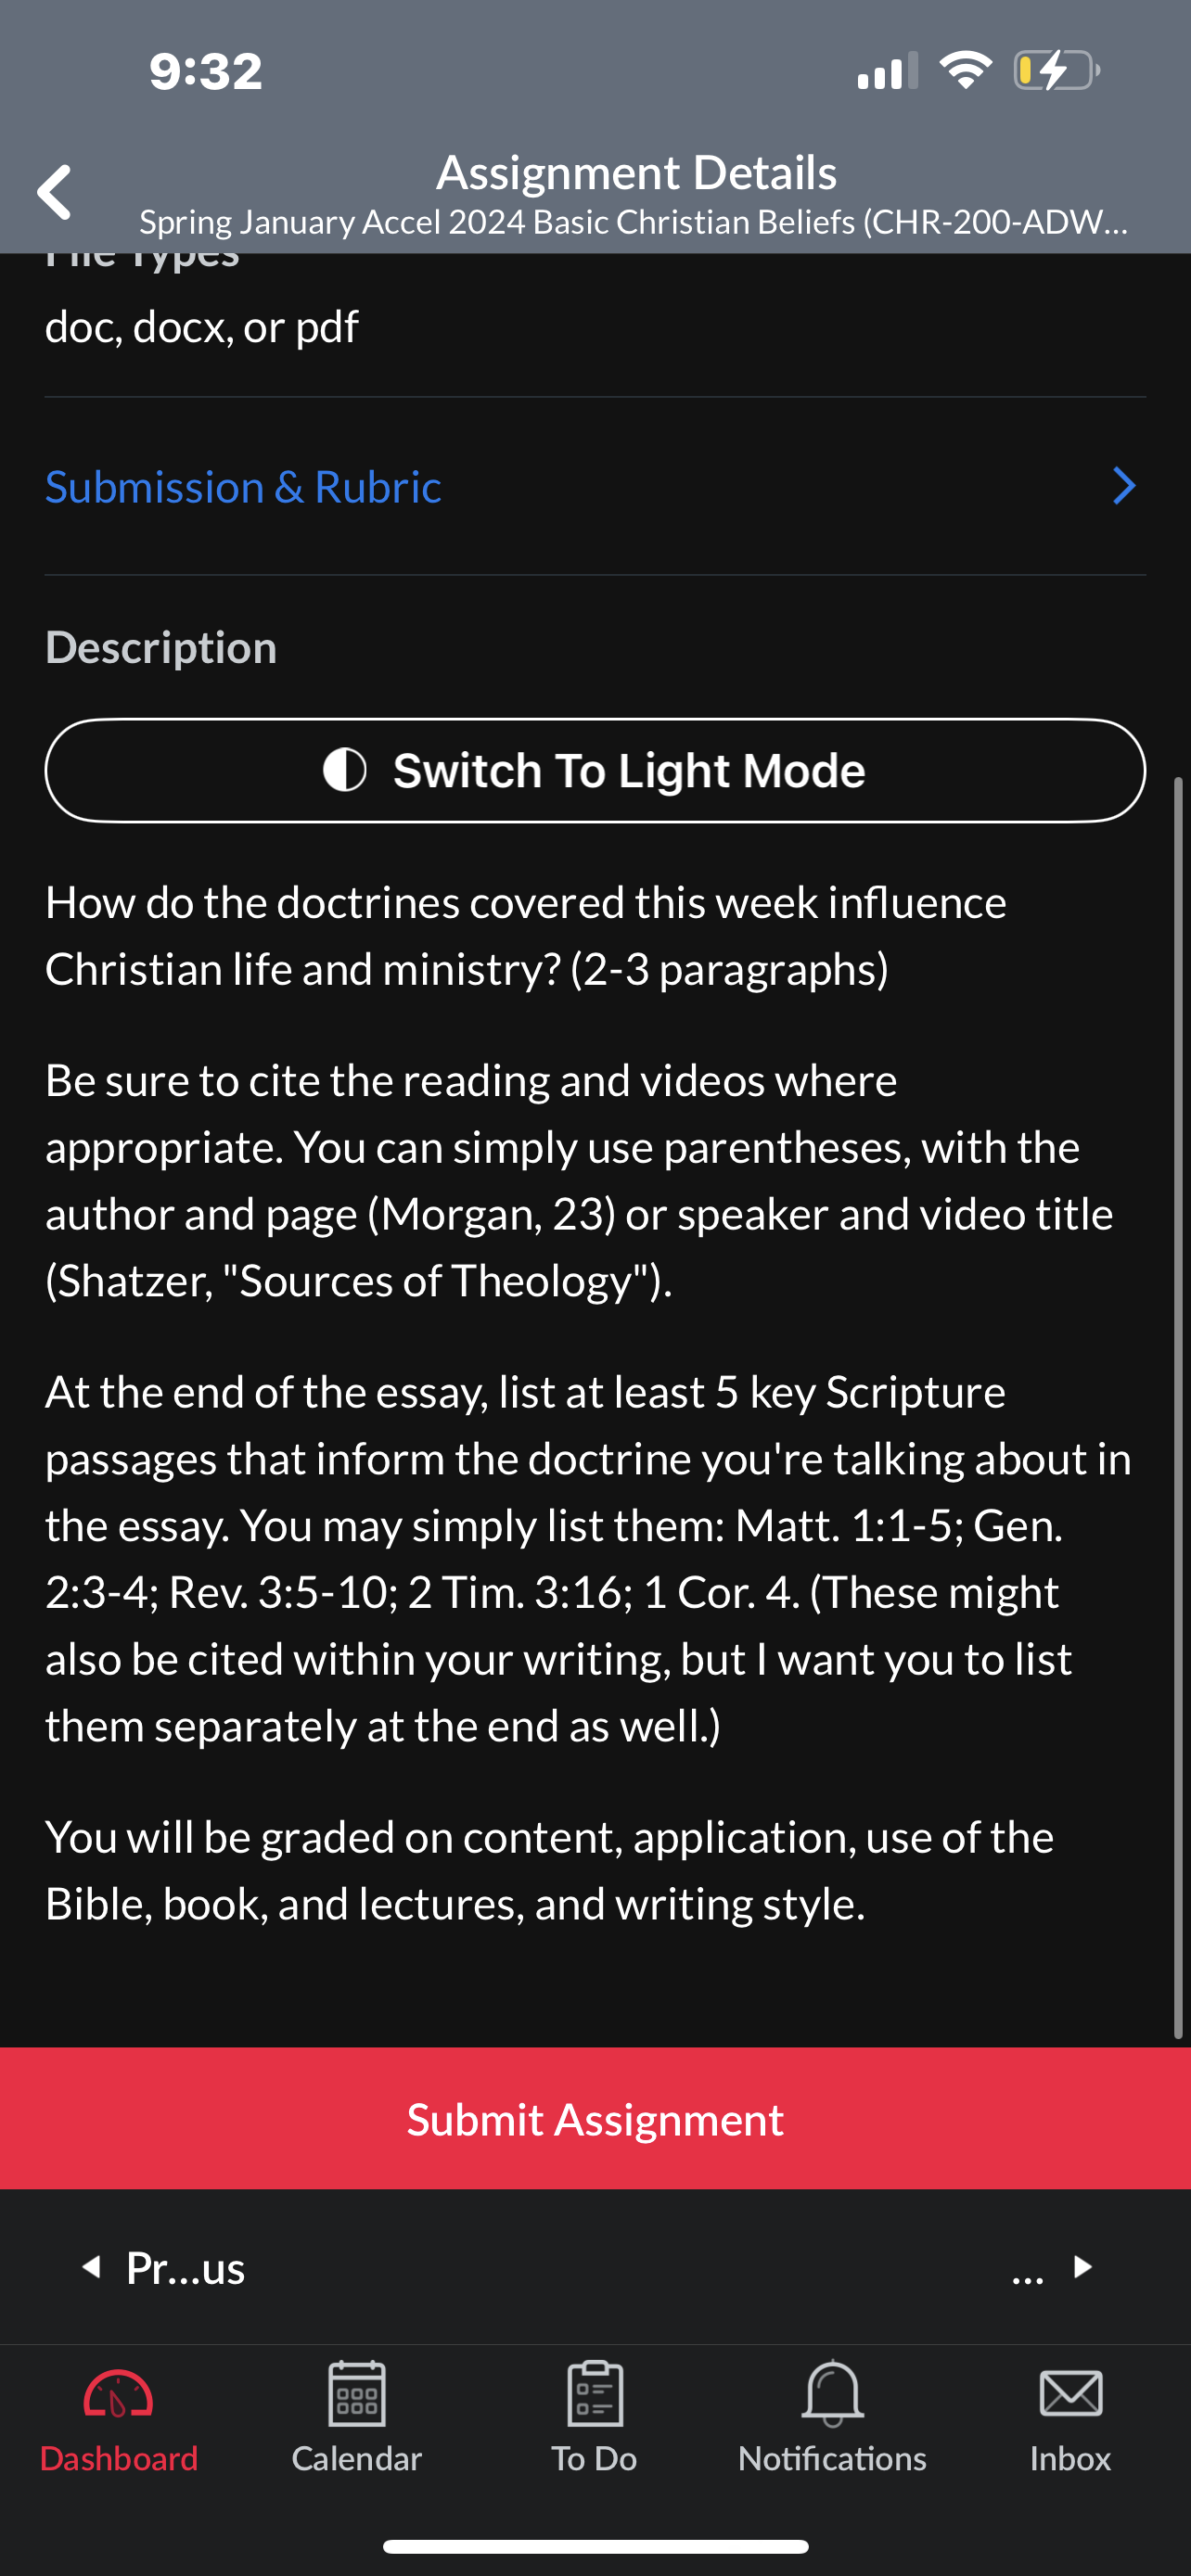 9:32
Assignment Details
Spring January Accel 2024 Basic Christian Beliefs (CHR-200-ADW...
File Types
doc, docx, or pdf
Submission & Rubric
Description
Switch To Light Mode
How do the doctrines covered this week influence
Christian life and ministry? (2-3 paragraphs)
Be sure to cite the reading and videos where
appropriate. You can simply use parentheses, with the
author and page (Morgan, 23) or speaker and video title
(Shatzer, "Sources of Theology").
At the end of the essay, list at least 5 key Scripture
passages that inform the doctrine you're talking about in
the essay. You may simply list them: Matt. 1:1-5; Gen.
2:3-4; Rev. 3:5-10; 2 Tim. 3:16; 1 Cor. 4. (These might
also be cited within your writing, but I want you to list
them separately at the end as well.)
You will be graded on content, application, use of the
Bible, book, and lectures, and writing style.
Submit Assignment
Pr...us ...
Dashboard Calendar To Do Notifications Inbox